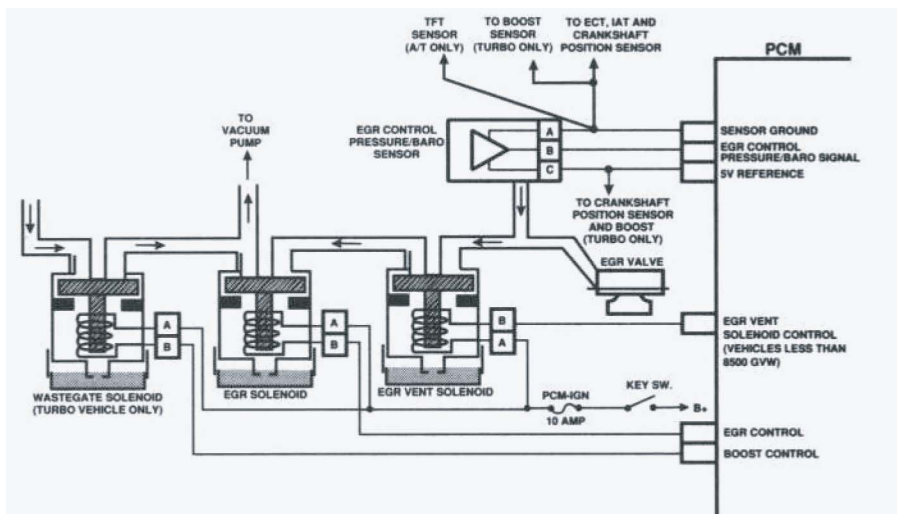 TFT
SENSOR
(A/T ONLY)
TO BOOST
SENSOR
(TURBO ONLY)
TO ECT, IAT AND
CRANKSHAFT
POSITION SENSOR
PCM
TO
VACUUM
PUMP
EGR CONTROL
PRESSURE/BARO
SENSOR
A
B
C
SENSOR GROUND
EGR CONTROL
PRESSURE/BARO SIGNAL
5V REFERENCE
TO CRANKSHAFT
POSITION SENSOR
AND BOOST
(TURBO ONLY)
EGR VALVE
A
B
A
B
B
A
EGR VENT
SOLENOID CONTROL
(VEHICLES LESS THAN
8500 GVW)
WASTEGATE SOLENOID
(TURBO VEHICLE ONLY)
EGR SOLENOID
EGR VENT SOLENOID
PCM-IGN
10 AMP
KEY SW.
B+
EGR CONTROL
BOOST CONTROL